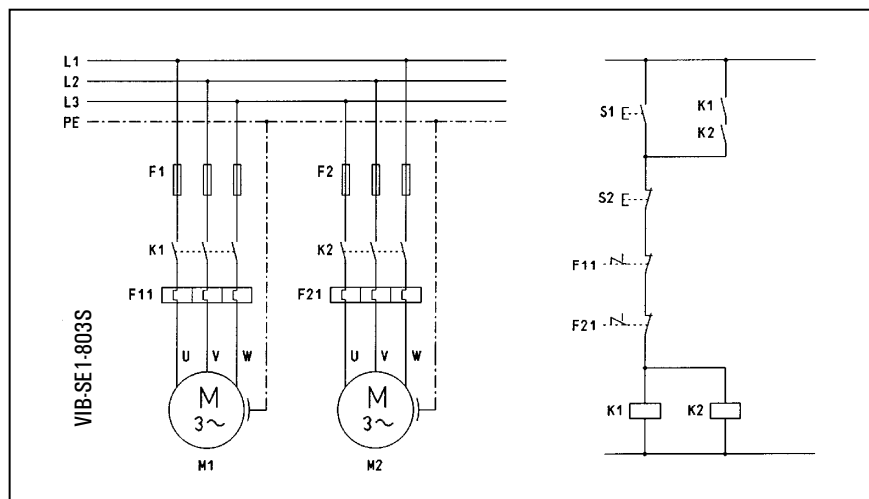 L1
L2
L3
PE
F1
F2
K1
K2
F11
F21
U V W
U V W
M
3~
M
3~
M1
M2
VIB-SE1-803S
S1
K1
K2
S2
F11
F21
K1
K2